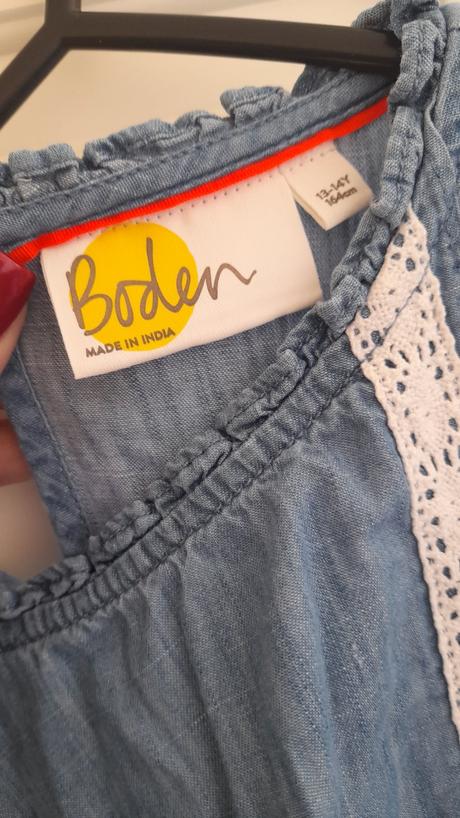 Boden
MADE IN INDIA
13-14Y
164cm